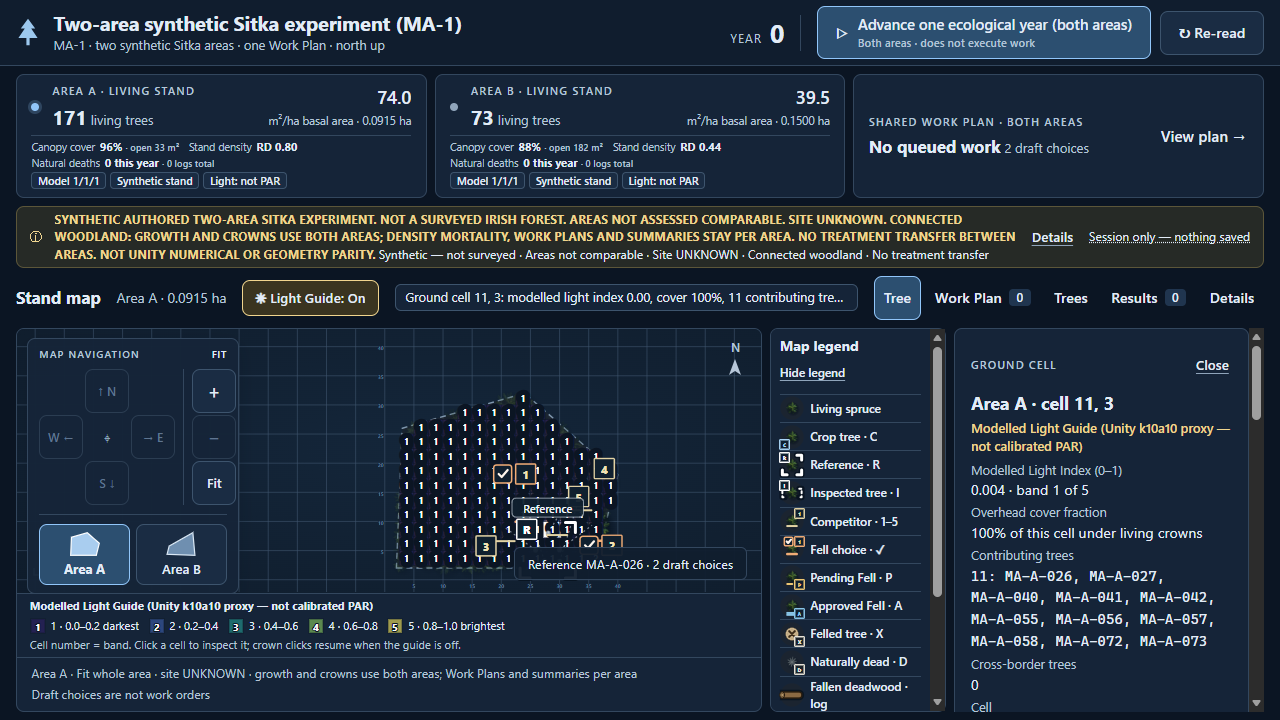 Two-area synthetic Sitka experiment (MA-1)
MA-1 · two synthetic Sitka areas · one Work Plan · north up
YEAR 0
Advance one ecological year (both areas)
Both areas · does not execute work
↻ Re-read
AREA A · LIVING STAND
74.0
171 living trees
m²/ha basal area · 0.0915 ha
Canopy cover 96% · open 33 m² Stand density RD 0.80
Natural deaths 0 this year · 0 logs total
Model 1/1/1 Synthetic stand Light: not PAR
AREA B · LIVING STAND
39.5
73 living trees
m²/ha basal area · 0.1500 ha
Canopy cover 88% · open 182 m² Stand density RD 0.44
Natural deaths 0 this year · 0 logs total
Model 1/1/1 Synthetic stand Light: not PAR
SHARED WORK PLAN · BOTH AREAS
No queued work 2 draft choices
View plan →
SYNTHETIC AUTHORED TWO-AREA SITKA EXPERIMENT. NOT A SURVEYED IRISH FOREST. AREAS NOT ASSESSED COMPARABLE. SITE UNKNOWN. CONNECTED
WOODLAND: GROWTH AND CROWNS USE BOTH AREAS; DENSITY MORTALITY, WORK PLANS AND SUMMARIES STAY PER AREA. NO TREATMENT TRANSFER BETWEEN
AREAS. NOT UNITY NUMERICAL OR GEOMETRY PARITY. Synthetic — not surveyed · Areas not comparable · Site UNKNOWN · Connected woodland · No treatment transfer
Details
Session only — nothing saved
Stand map Area A · 0.0915 ha
Light Guide: On
Ground cell 11, 3: modelled light index 0.00, cover 100%, 11 contributing tre...
Tree
Work Plan 0
Trees
Results 0
Details
MAP NAVIGATION FIT
↑ N
W ← → E
S ↓
+
−
Fit
Area A
Area B
N
4
1
Reference
R
3
Reference MA-A-026 · 2 draft choices
Modelled Light Guide (Unity k10a10 proxy — not calibrated PAR)
1 1 · 0.0–0.2 darkest 2 2 · 0.2–0.4 3 3 · 0.4–0.6 4 4 · 0.6–0.8 5 5 · 0.8–1.0 brightest
Cell number = band. Click a cell to inspect it; crown clicks resume when the guide is off.
Area A · Fit whole area · site UNKNOWN · growth and crowns use both areas; Work Plans and summaries per area
Draft choices are not work orders
Map legend
Hide legend
Living spruce
Crop tree · C
Reference · R
Inspected tree · I
Competitor · 1–5
Fell choice · ✓
Pending Fell · P
Approved Fell · A
Felled tree · X
Naturally dead · D
Fallen deadwood ·
log
GROUND CELL
Close
Area A · cell 11, 3
Modelled Light Guide (Unity k10a10 proxy —
not calibrated PAR)
Modelled Light Index (0–1)
0.004 · band 1 of 5
Overhead cover fraction
100% of this cell under living crowns
Contributing trees
11: MA-A-026, MA-A-027,
MA-A-040, MA-A-041, MA-A-042,
MA-A-055, MA-A-056, MA-A-057,
MA-A-058, MA-A-072, MA-A-073
Cross-border trees
0
Cell